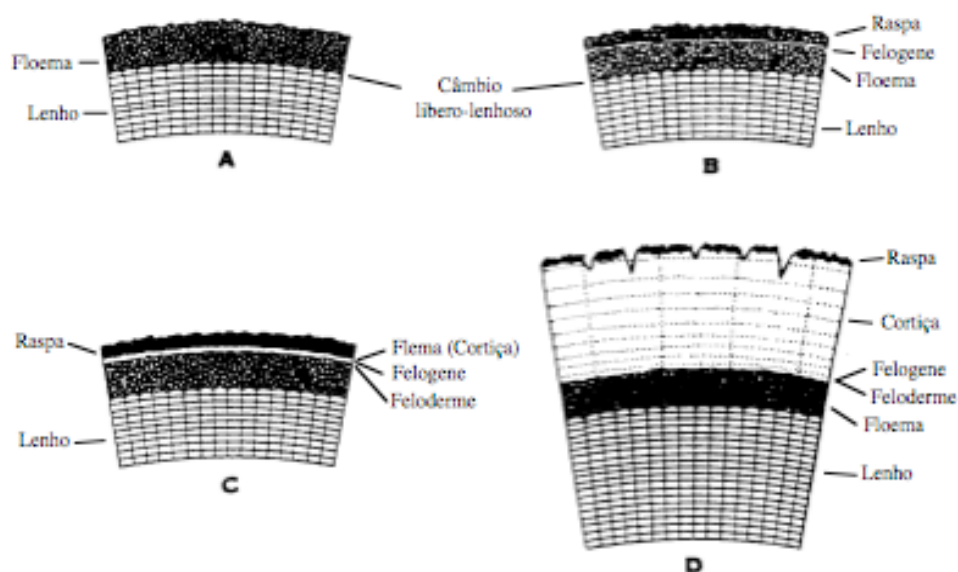 Floema
Lenho
A
Câmbio
libero-lenhoso
Raspa
Felogene
Floema
Lenho
B
Raspa
Lenho
Flema (Cortiça)
Felogene
Feloderme
C
Raspa
Cortiça
Felogene
Feloderme
Floema
Lenho
D